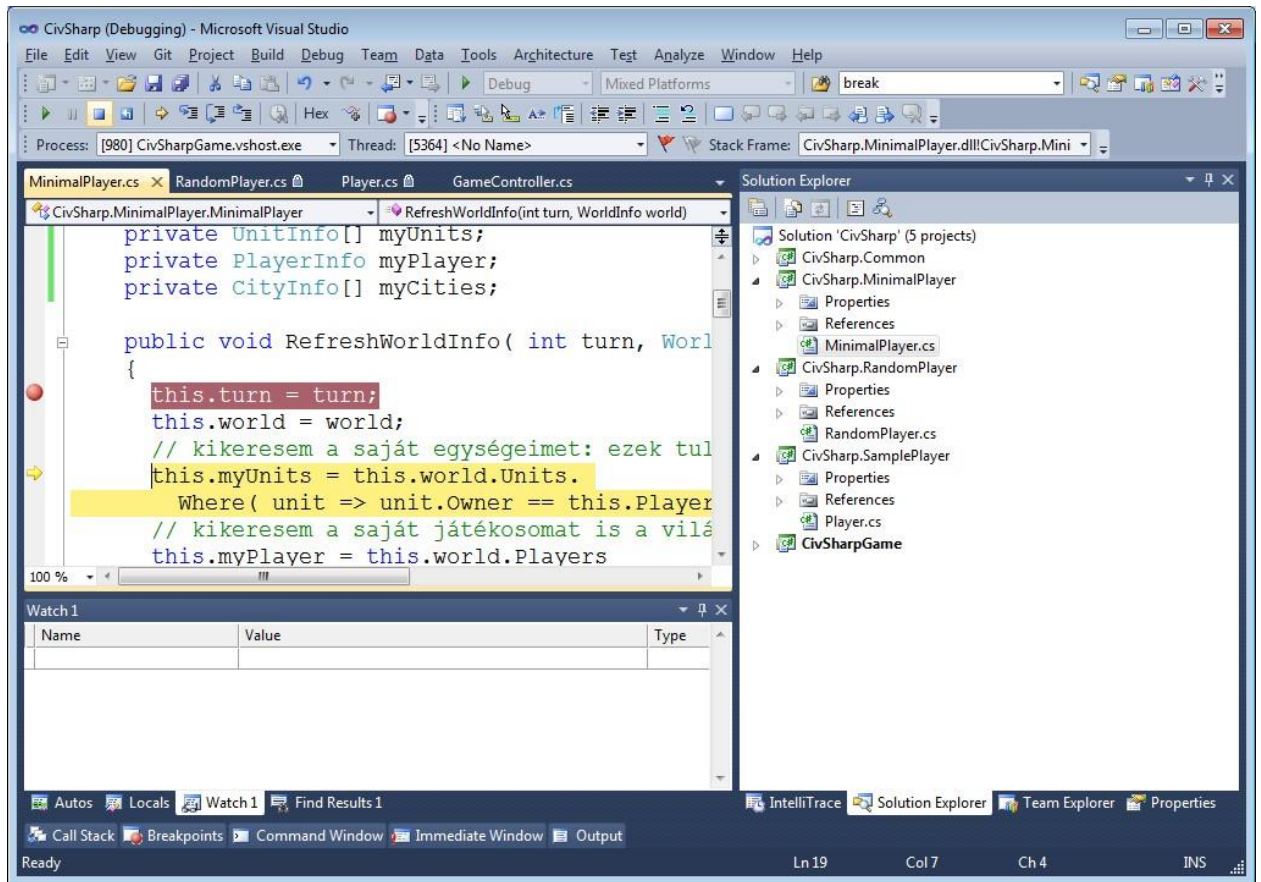 CivSharp (Debugging) - Microsoft Visual Studio
File Edit View Git Project Build Debug Team Data Tools Architecture Test Analyze Window Help
Debug Mixed Platforms break
Hex
Process: [980] CivSharpGame.vshost.exe Thread: [5364] <No Name> Stack Frame: CivSharp.MinimalPlayer.dll!CivSharp.Mini
MinimalPlayer.cs RandomPlayer.cs Player.cs GameController.cs
CivSharp.MinimalPlayer.MinimalPlayer RefreshWorldInfo(int turn, WorldInfo world)
private UnitInfo[] myUnits;
private PlayerInfo myPlayer;
private CityInfo[] myCities;
public void RefreshWorldInfo( int turn, Worl
{
this.turn = turn;
this.world = world;
// kikeresem a saját egységeimet: ezek tul
this.myUnits = this.world.Units.
Where( unit => unit.Owner == this.Player
// kikeresem a saját játékosomat is a vilá
this.myPlayer = this.world.Players
100 %
Watch 1
Name Value Type
Autos Locals Watch 1 Find Results 1
Call Stack Breakpoints Command Window Immediate Window Output
Solution Explorer
Solution 'CivSharp' (5 projects)
CivSharp.Common
CivSharp.MinimalPlayer
Properties
References
MinimalPlayer.cs
CivSharp.RandomPlayer
Properties
References
RandomPlayer.cs
CivSharp.SamplePlayer
Properties
References
Player.cs
CivSharpGame
IntelliTrace Solution Explorer Team Explorer Properties
Ready Ln 19 Col 7 Ch 4 INS